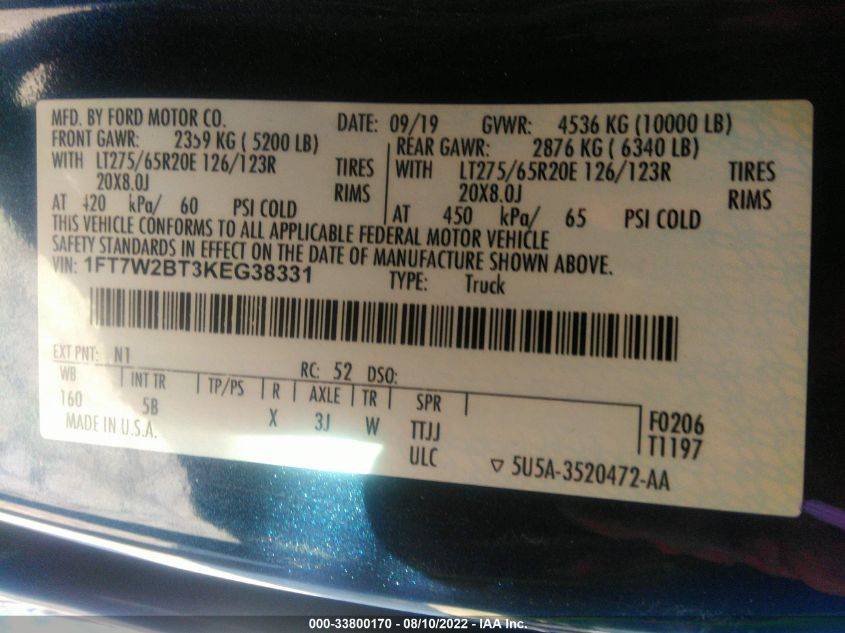 MFD. BY FORD MOTOR CO. DATE: 09/19 GVWR: 4536 KG (10000 LB)
FRONT GAWR: 2359 KG ( 5200 LB) REAR GAWR: 2876 KG ( 6340 LB)
WITH LT275/65R20E 126/123R TIRES WITH LT275/65R20E 126/123R TIRES
20X8.0J RIMS 20X8.0J RIMS
AT 420 kPa/ 60 PSI COLD AT 450 kPa/ 65 PSI COLD
THIS VEHICLE CONFORMS TO ALL APPLICABLE FEDERAL MOTOR VEHICLE
SAFETY STANDARDS IN EFFECT ON THE DATE OF MANUFACTURE SHOWN ABOVE.
VIN: 1FT7W2BT3KEG38331 TYPE: Truck
EXT PNT: N1 RC: 52 DSO:
WB INT TR TP/PS R AXLE TR SPR
160 5B X 3J W TTJJ F0206
MADE IN U.S.A. ULC T1197
5U5A-3520472-AA
000-33800170 - 08/10/2022 - IAA Inc.